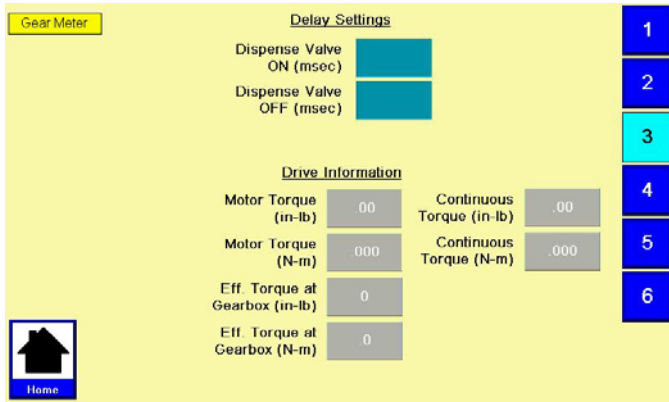 Gear Meter
Delay Settings
Dispense Valve
ON (msec)
Dispense Valve
OFF (msec)
Drive Information
Motor Torque
(in-lb)
.00
Continuous
Torque (in-lb)
.00
Motor Torque
(N-m)
000
Continuous
Torque (N-m)
.000
Eff. Torque at
Gearbox (in-lb)
0
Eff. Torque at
Gearbox (N-m)
0
1
2
3
4
5
6
Home